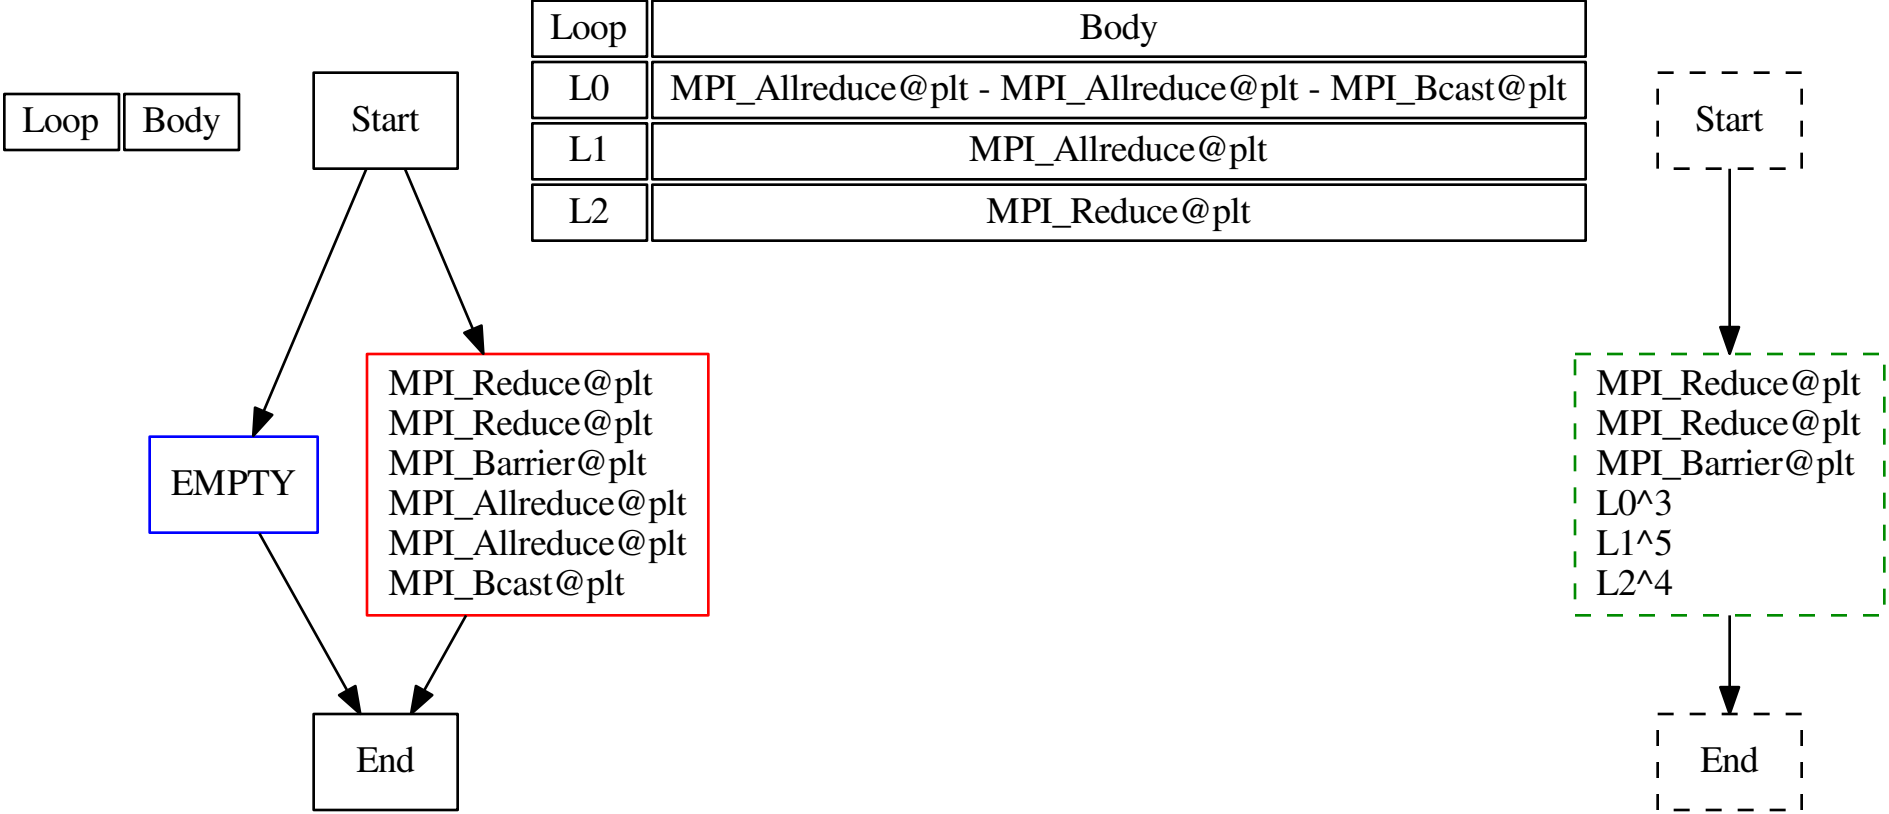 Loop Body
Start
EMPTY
MPI_Reduce@plt
MPI_Reduce@plt
MPI_Barrier@plt
MPI_Allreduce@plt
MPI_Allreduce@plt
MPI_Bcast@plt
End
Loop Body
L0 MPI_Allreduce@plt - MPI_Allreduce@plt - MPI_Bcast@plt
L1 MPI_Allreduce@plt
L2 MPI_Reduce@plt
Start
MPI_Reduce@plt
MPI_Reduce@plt
MPI_Barrier@plt
L0^3
L1^5
L2^4
End